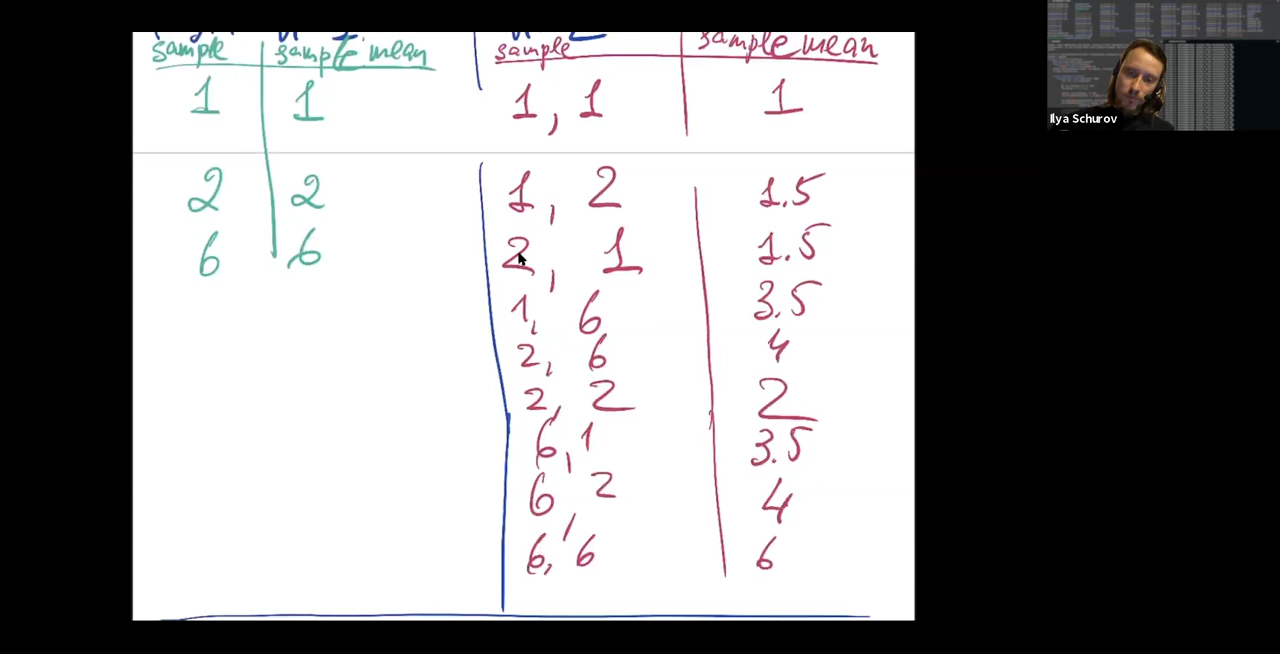 sample sample mean sample sample mean
1 1 1, 1 1
2 2 1, 2 1.5
6 6 2, 1 1.5
1, 6 3.5
2, 6 4
2, 2 2
6, 1 3.5
6, 2 4
6, 6 6
Ilya Schurov